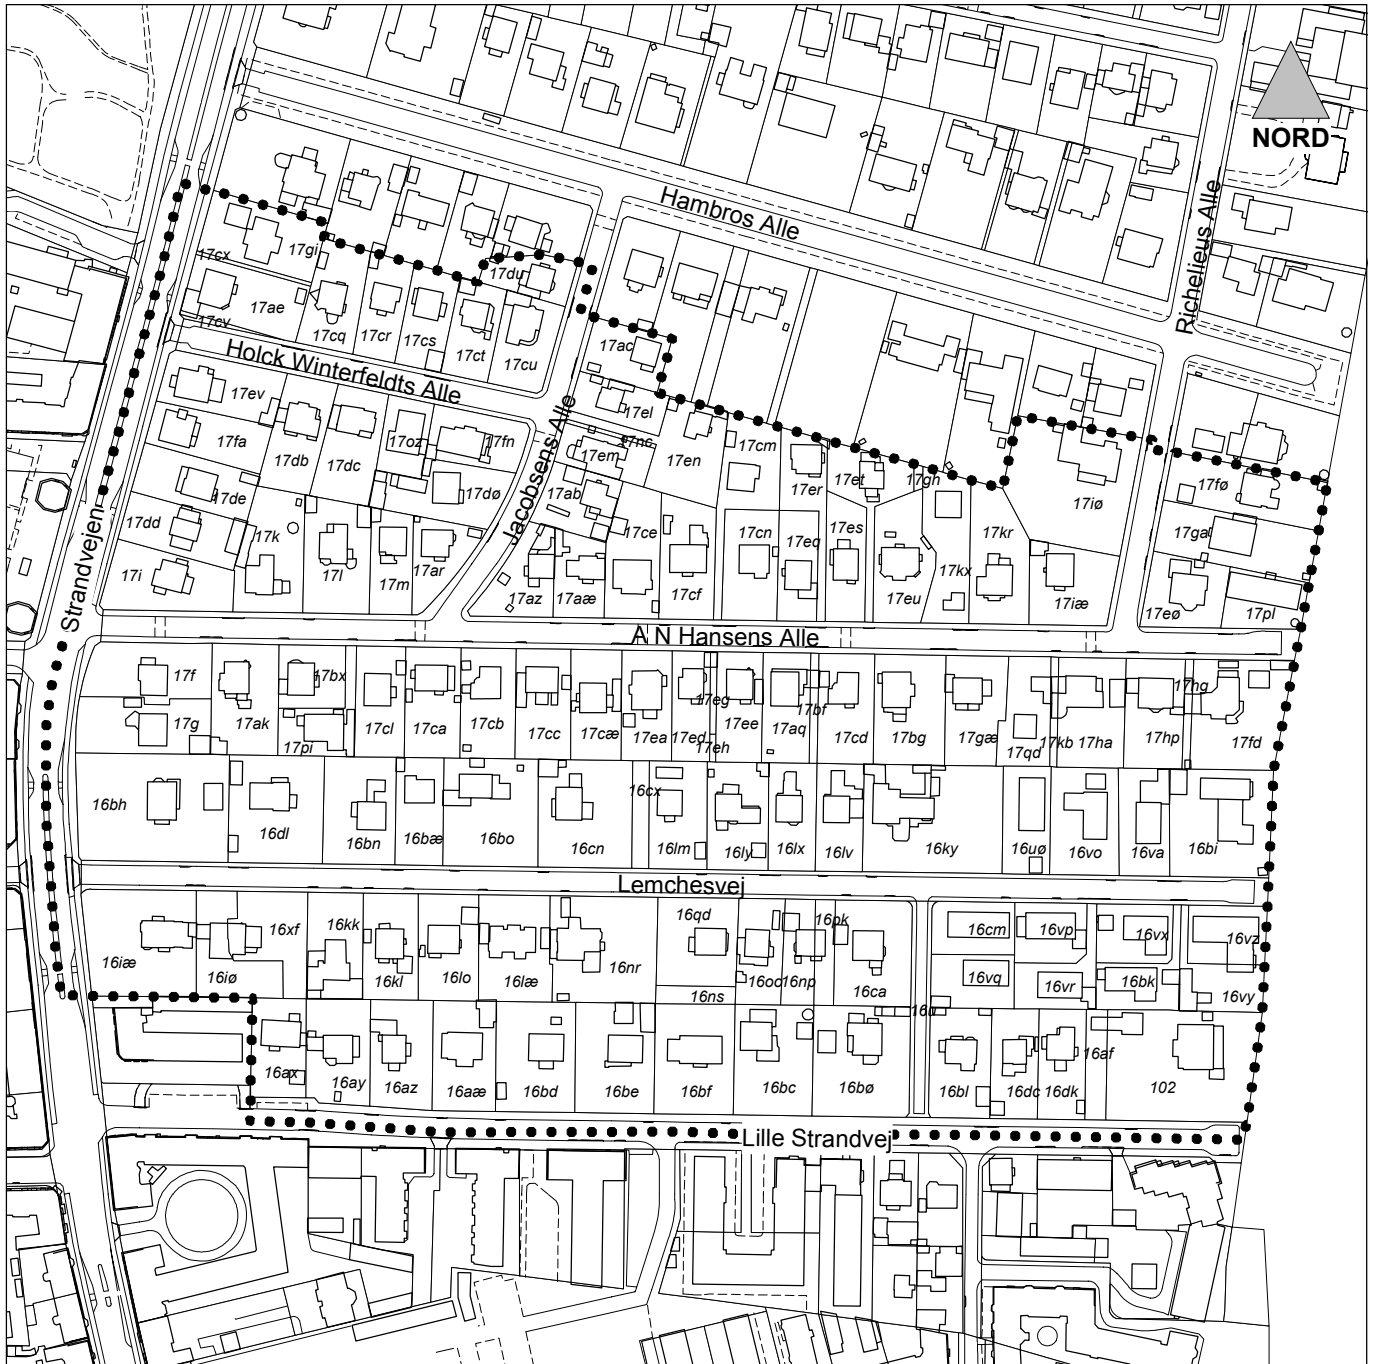 NORD
Hambros Alle
Richelieus Alle
17cx
17gi
17du
17ae
17cv
17cq
17cr
17cs
17ct
17cu
17ac
Holck Winterfeldts Alle
Jacobsens Alle
17ev
17fa
17db
17dc
17oz
17fn
17el
17nc
17em
17en
17cm
17er
17et
17gh
17iø
17fø
17de
17dø
17ab
17dd
17k
17l
17m
17ar
17i
17ce
17cf
17cn
17eq
17es
17kr
17ga
17az
17aæ
17eu
17kx
17iæ
17eø
17pl
Strandvejen
A N Hansens Alle
17f
17bx
17g
17ak
17pi
17cl
17ca
17cb
17cc
17cæ
17ea
17ed
17eg
17eh
17ee
17aq
17bf
17cd
17bg
17gæ
17qd
17kb
17ha
17hp
17hg
17fd
16bh
16dl
16bn
16bæ
16bo
16cn
16cx
16lm
16ly
16lx
16lv
16ky
16uø
16vo
16va
16bi
Lemchesvej
16iæ
16iø
16xf
16kk
16kl
16lo
16læ
16nr
16qd
16ns
16oc
16np
16pk
16ca
16cm
16vp
16vx
16vz
16vq
16vr
16bk
16vy
16ax
16ay
16az
16aæ
16bd
16be
16bf
16bc
16bø
16bl
16dc
16dk
16af
102
Lille Strandvej